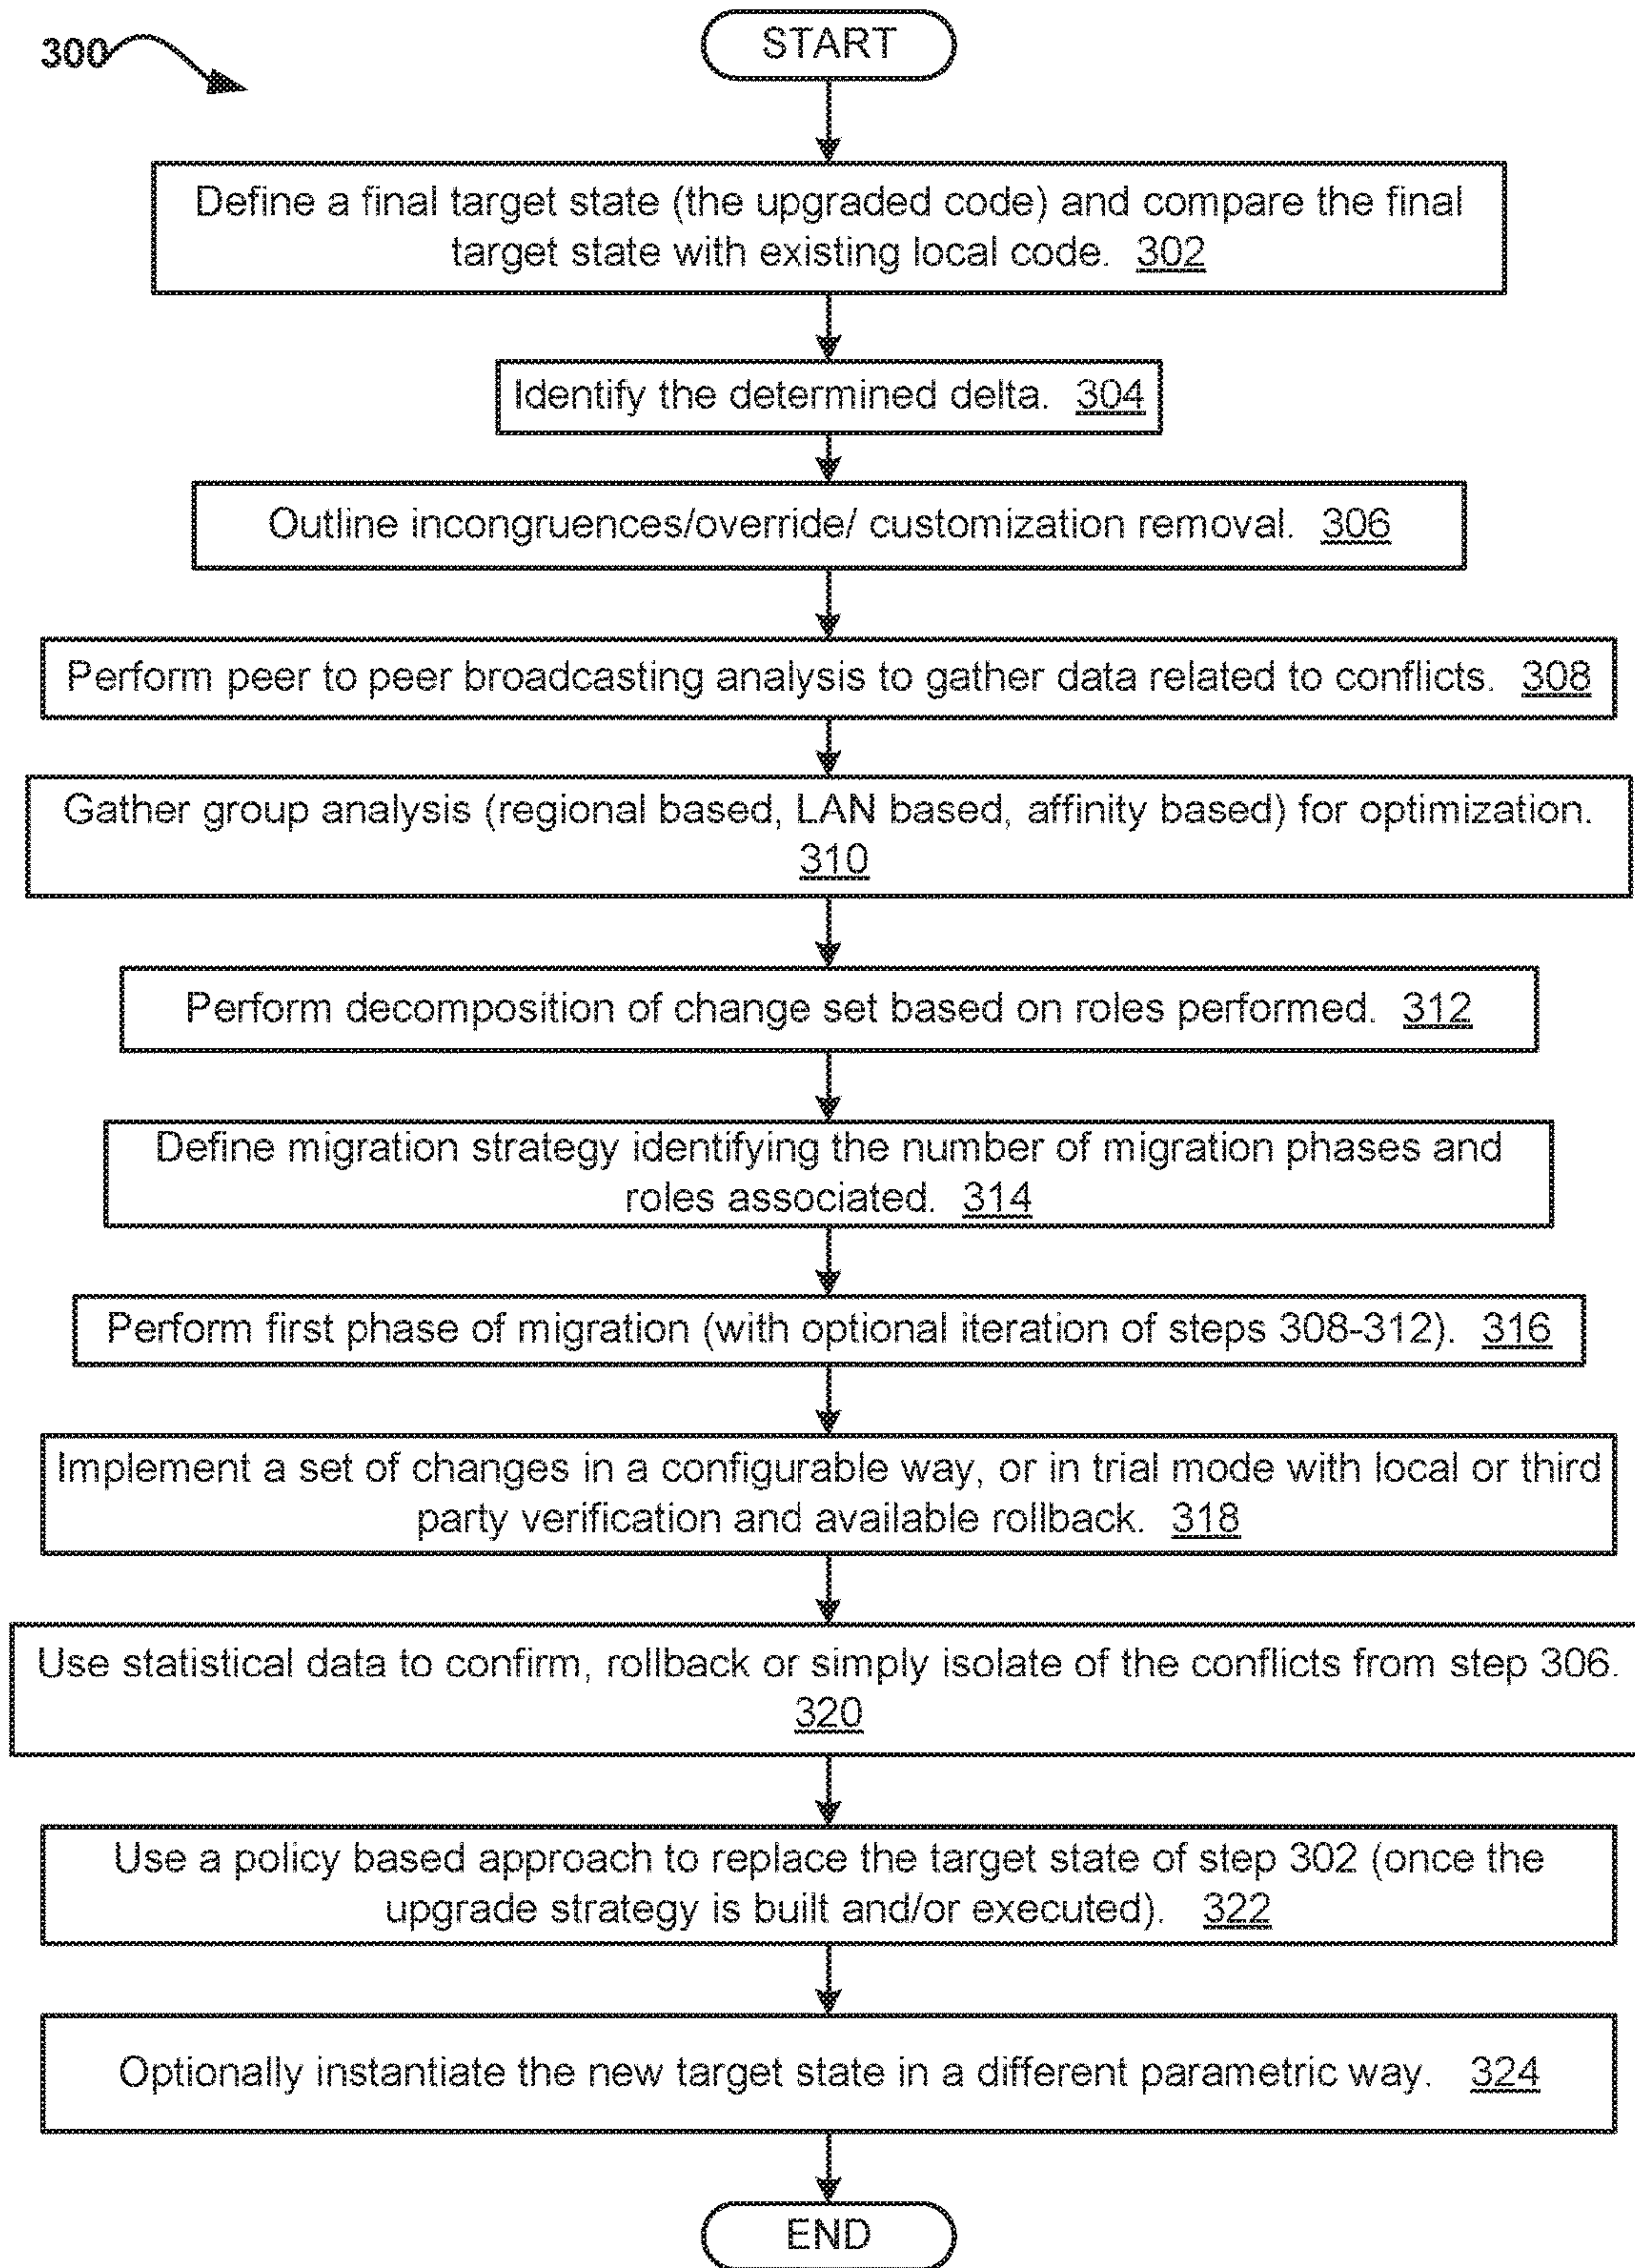 300
START
Define a final target state (the upgraded code) and compare the final
target state with existing local code. 302
Identify the determined delta. 304
Outline incongruences/override/ customization removal. 306
Perform peer to peer broadcasting analysis to gather data related to conflicts. 308
Gather group analysis (regional based, LAN based, affinity based) for optimization.
310
Perform decomposition of change set based on roles performed. 312
Define migration strategy identifying the number of migration phases and
roles associated. 314
Perform first phase of migration (with optional iteration of steps 308-312). 316
Implement a set of changes in a configurable way, or in trial mode with local or third
party verification and available rollback. 318
Use statistical data to confirm, rollback or simply isolate of the conflicts from step 306.
320
Use a policy based approach to replace the target state of step 302 (once the
upgrade strategy is built and/or executed). 322
Optionally instantiate the new target state in a different parametric way. 324
END